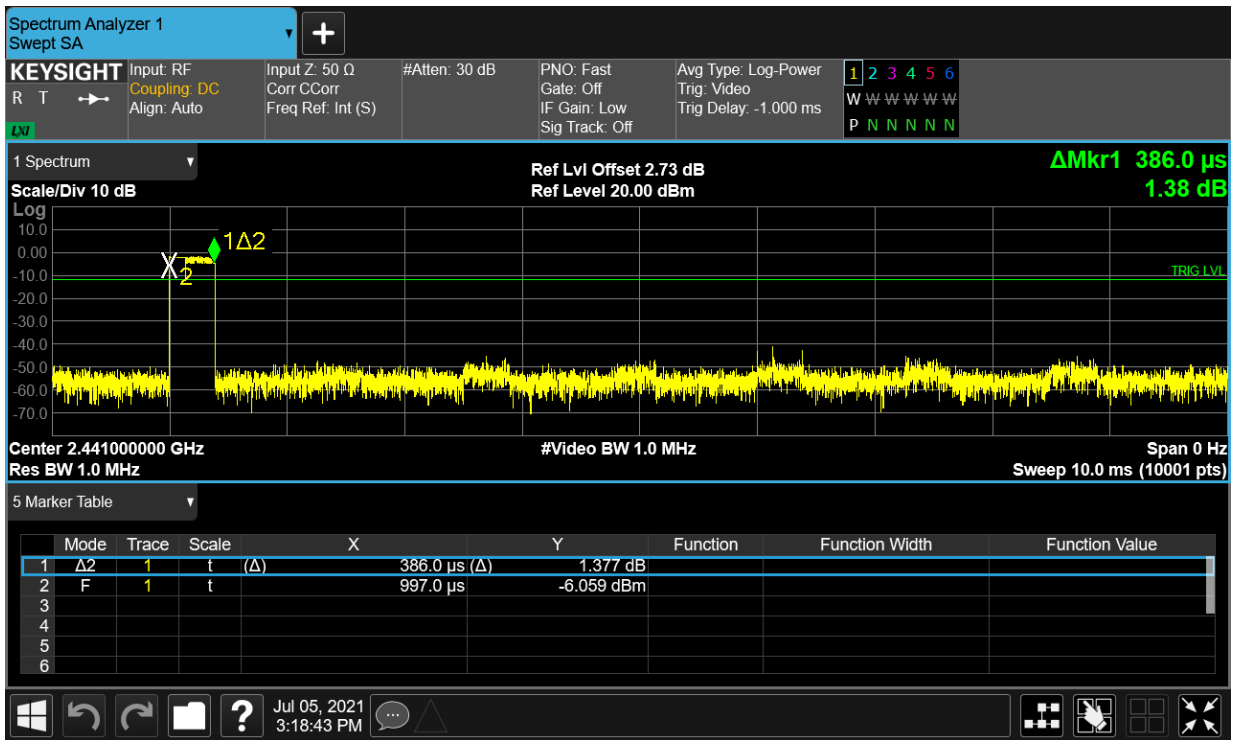 Spectrum Analyzer 1
Swept SA
KEYSIGHT
R T
LXI
Input: RF
Coupling: DC
Align: Auto
Input Z: 50 Ω
Corr CCorr
Freq Ref: Int (S)
#Atten: 30 dB
PNO: Fast
Gate: Off
IF Gain: Low
Sig Track: Off
Avg Type: Log-Power
Trig: Video
Trig Delay: -1.000 ms
1 2 3 4 5 6
W W W W W W
P N N N N N
1 Spectrum
Scale/Div 10 dB
Ref Lvl Offset 2.73 dB
Ref Level 20.00 dBm
ΔMkr1 386.0 µs
1.38 dB
Log
10.0
0.00
-10.0
-20.0
-30.0
-40.0
-50.0
-60.0
-70.0
1Δ2
X
2
TRIG LVL
Center 2.441000000 GHz
Res BW 1.0 MHz
#Video BW 1.0 MHz
Span 0 Hz
Sweep 10.0 ms (10001 pts)
5 Marker Table
Mode Trace Scale X Y Function Function Width Function Value
1 Δ2 1 t (Δ) 386.0 µs (Δ) 1.377 dB
2 F 1 t 997.0 µs -6.059 dBm
3
4
5
6
?
Jul 05, 2021
3:18:43 PM